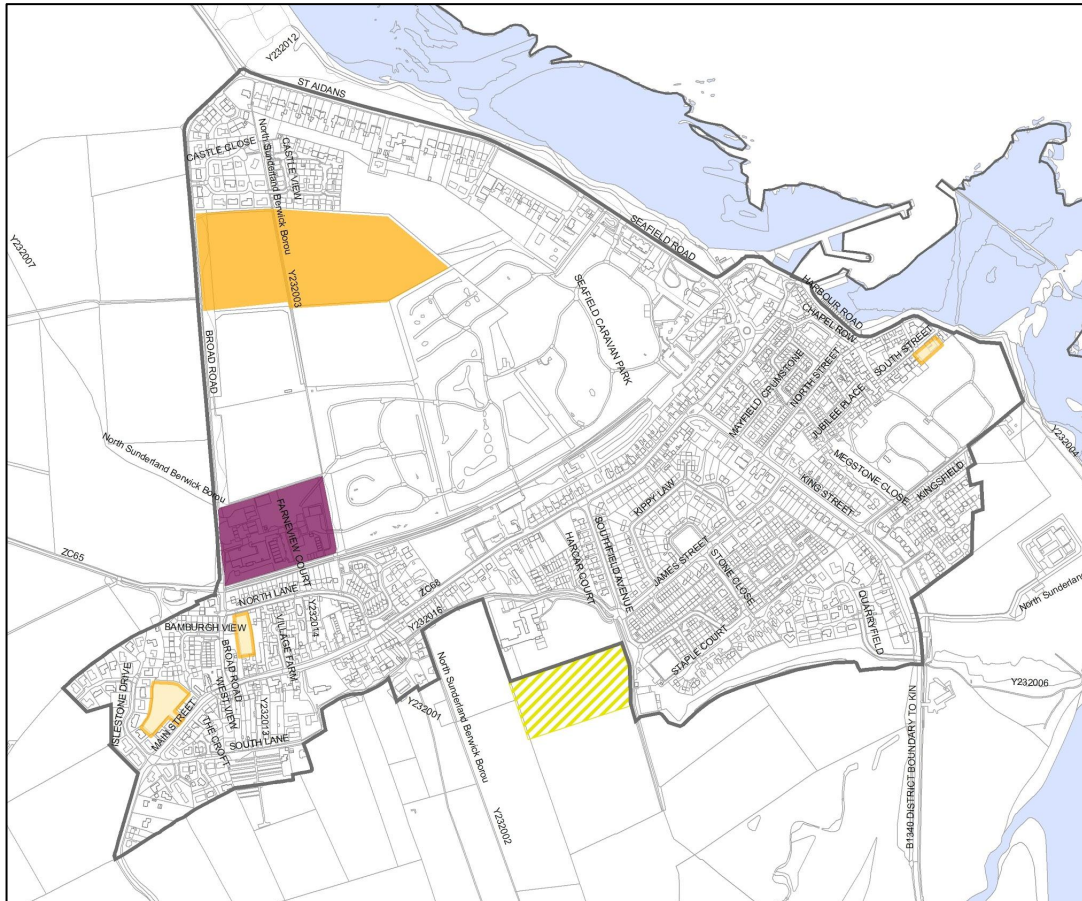 Y232012
ST AIDANS
CASTLE CLOSE
CASTLE VIEW
North Sunderland Berwick Borou
Y232007
Y232003
SEAFIELD ROAD
SEAFIELD CARAVAN PARK
HARBOUR ROAD
CHAPEL ROW
SOUTH STREET
BROAD ROAD
NORTH STREET
CRUMSTONE
MAYFIELD
JUBILEE PLACE
Y232004
North Sunderland Berwick Borou
MEGSTONE CLOSE
KINGSFIELD
KING STREET
KIPPY LAW
ZC65
FARNEVIEW COURT
SOUTHFIELD AVENUE
HARCAR COURT
JAMES STREET
STONE CLOSE
NORTH LANE
ZC68
Y232016
Y232014
QUARRYFIELD
North Sunderland
BAMBURGH VIEW
VILLAGE FARM
BROAD ROAD
STAPLE COURT
WEST VIEW
ISLESTONE DRIVE
MAIN STREET
THE CROFT
Y232013
SOUTH LANE
Y232001
North Sunderland Berwick Borou
Y232006
Y232002
B1340 DISTRICT BOUNDARY TO KIN